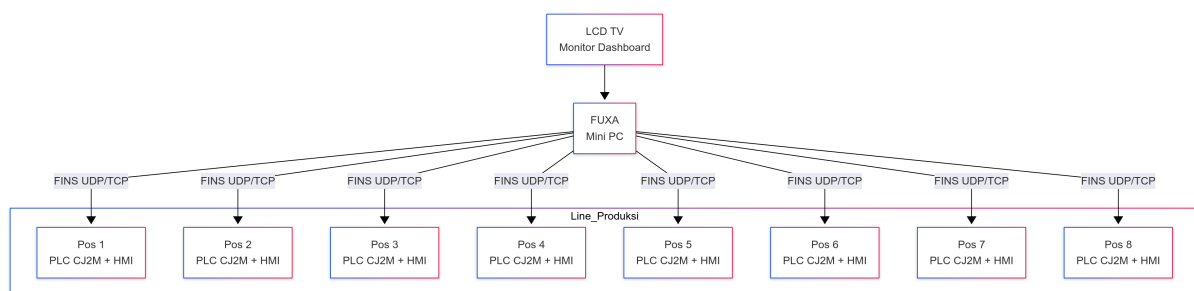 LCD TV
Monitor Dashboard
FUXA
Mini PC
FINS UDP/TCP
FINS UDP/TCP
FINS UDP/TCP
FINS UDP/TCP
FINS UDP/TCP
FINS UDP/TCP
FINS UDP/TCP
FINS UDP/TCP
Line_Produksi
Pos 1
PLC CJ2M + HMI
Pos 2
PLC CJ2M + HMI
Pos 3
PLC CJ2M + HMI
Pos 4
PLC CJ2M + HMI
Pos 5
PLC CJ2M + HMI
Pos 6
PLC CJ2M + HMI
Pos 7
PLC CJ2M + HMI
Pos 8
PLC CJ2M + HMI